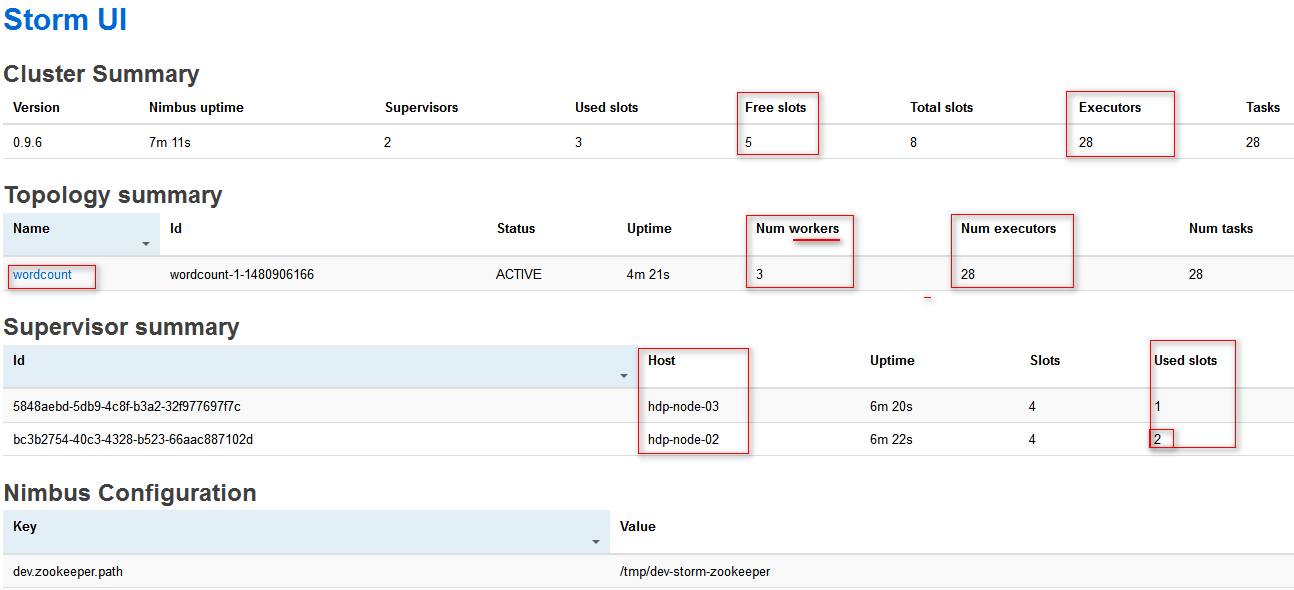 Storm UI
Cluster Summary
Version Nimbus uptime Supervisors Used slots Free slots Total slots Executors Tasks
0.9.6 7m 11s 2 3 5 8 28 28
Topology summary
Name Id Status Uptime Num workers Num executors Num tasks
wordcount wordcount-1-1480906166 ACTIVE 4m 21s 3 28 28
Supervisor summary
Id Host Uptime Slots Used slots
5848aebd-5db9-4c8f-b3a2-32f977697f7c hdp-node-03 6m 20s 4 1
bc3b2754-40c3-4328-b523-66aac887102d hdp-node-02 6m 22s 4 2
Nimbus Configuration
Key Value
dev.zookeeper.path /tmp/dev-storm-zookeeper